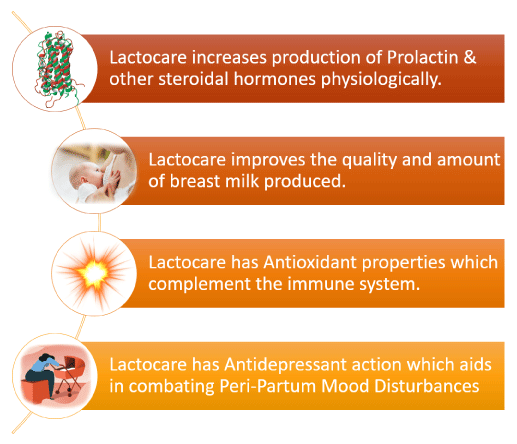 Lactocare increases production of Prolactin &
other steroidal hormones physiologically.
Lactocare improves the quality and amount
of breast milk produced.
Lactocare has Antioxidant properties which
complement the immune system.
Lactocare has Antidepressant action which aids
in combating Peri-Partum Mood Disturbances